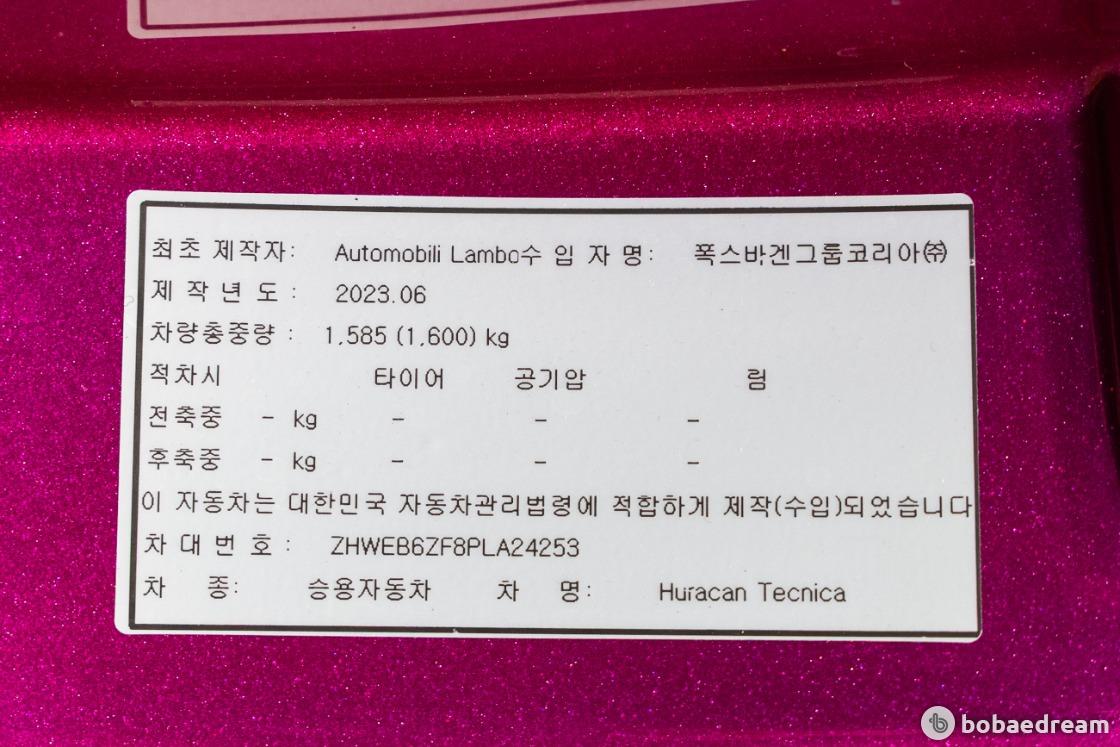 최초 제작자: Automobili Lambo수 입 자 명: 폭스바겐그룹코리아㈜
제 작 년 도 : 2023.06
차량총중량 : 1,585 (1,600) kg
적차시 타이어 공기압 림
전축중 - kg - - -
후축중 - kg - - -
이 자동차는 대한민국 자동차관리법령에 적합하게 제작(수입)되었습니다
차 대 번 호 : ZHWEB6ZF8PLA24253
차 종: 승용자동차 차 명: Huracan Tecnica
bobaedream